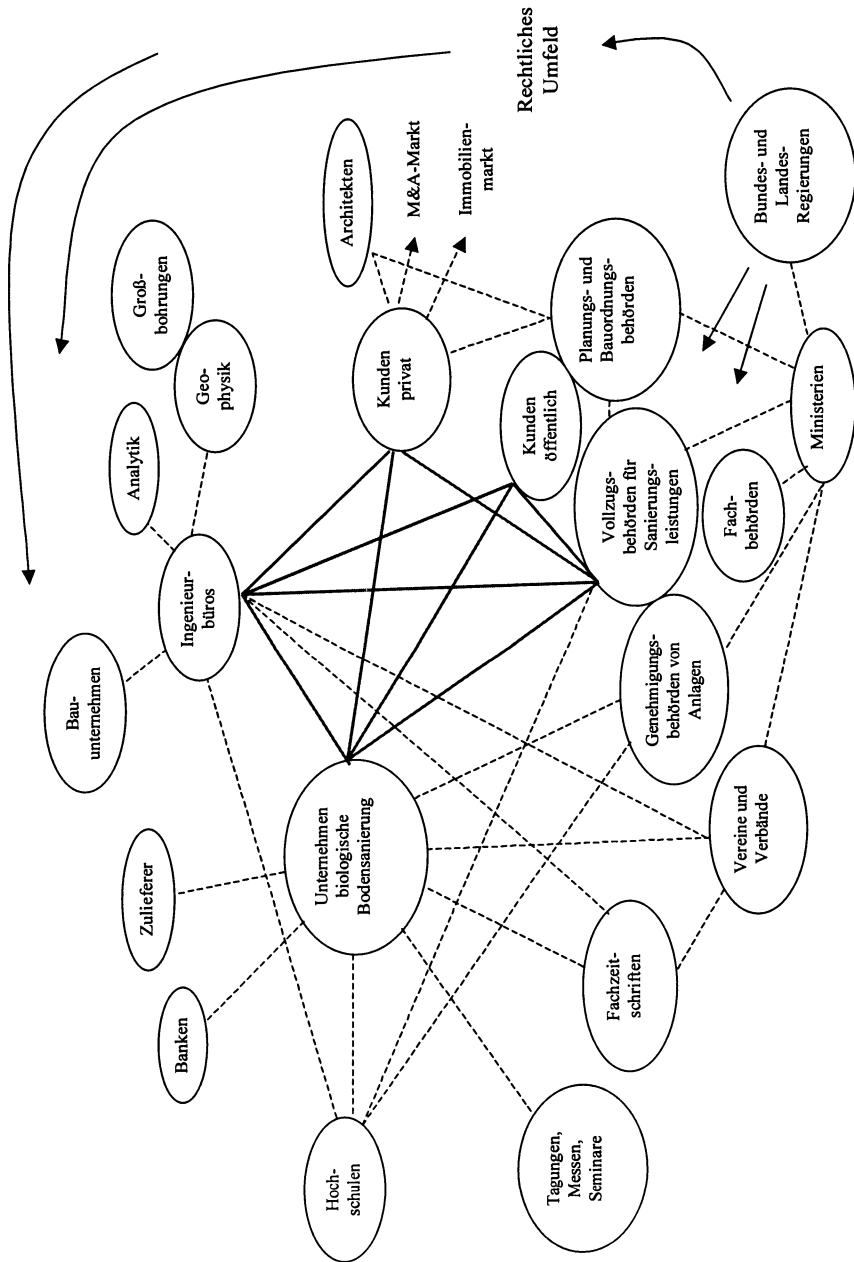 Bau-
unternehmen
Zulieferer
Banken
Analytik
Groß-
bohrungen
Geo-
physik
Ingenieur-
büros
Architekten
M&A-Markt
Immobilien-
markt
Rechtliches
Umfeld
Kunden
privat
Unternehmen
biologische
Bodensanierung
Hoch-
schulen
Kunden
öffentlich
Planungs- und
Bauordnungs-
behörden
Bundes- und
Landes-
Regierungen
Vollzugs-
behörden für
Sanierungs-
leistungen
Genehmigungs-
behörden von
Anlagen
Fach-
behörden
Ministerien
Fachzeit-
schriften
Vereine und
Verbände
Tagungen,
Messen,
Seminare